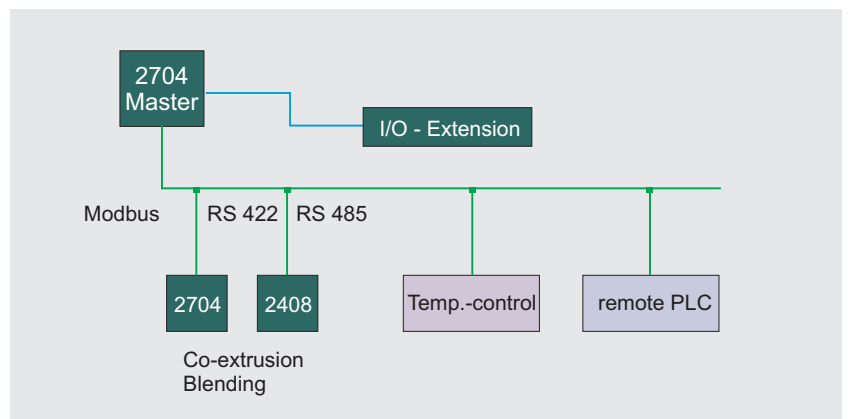 2704
Master
I/O - Extension
Modbus
RS 422
RS 485
2704
2408
Temp.-control
remote PLC
Co-extrusion
Blending